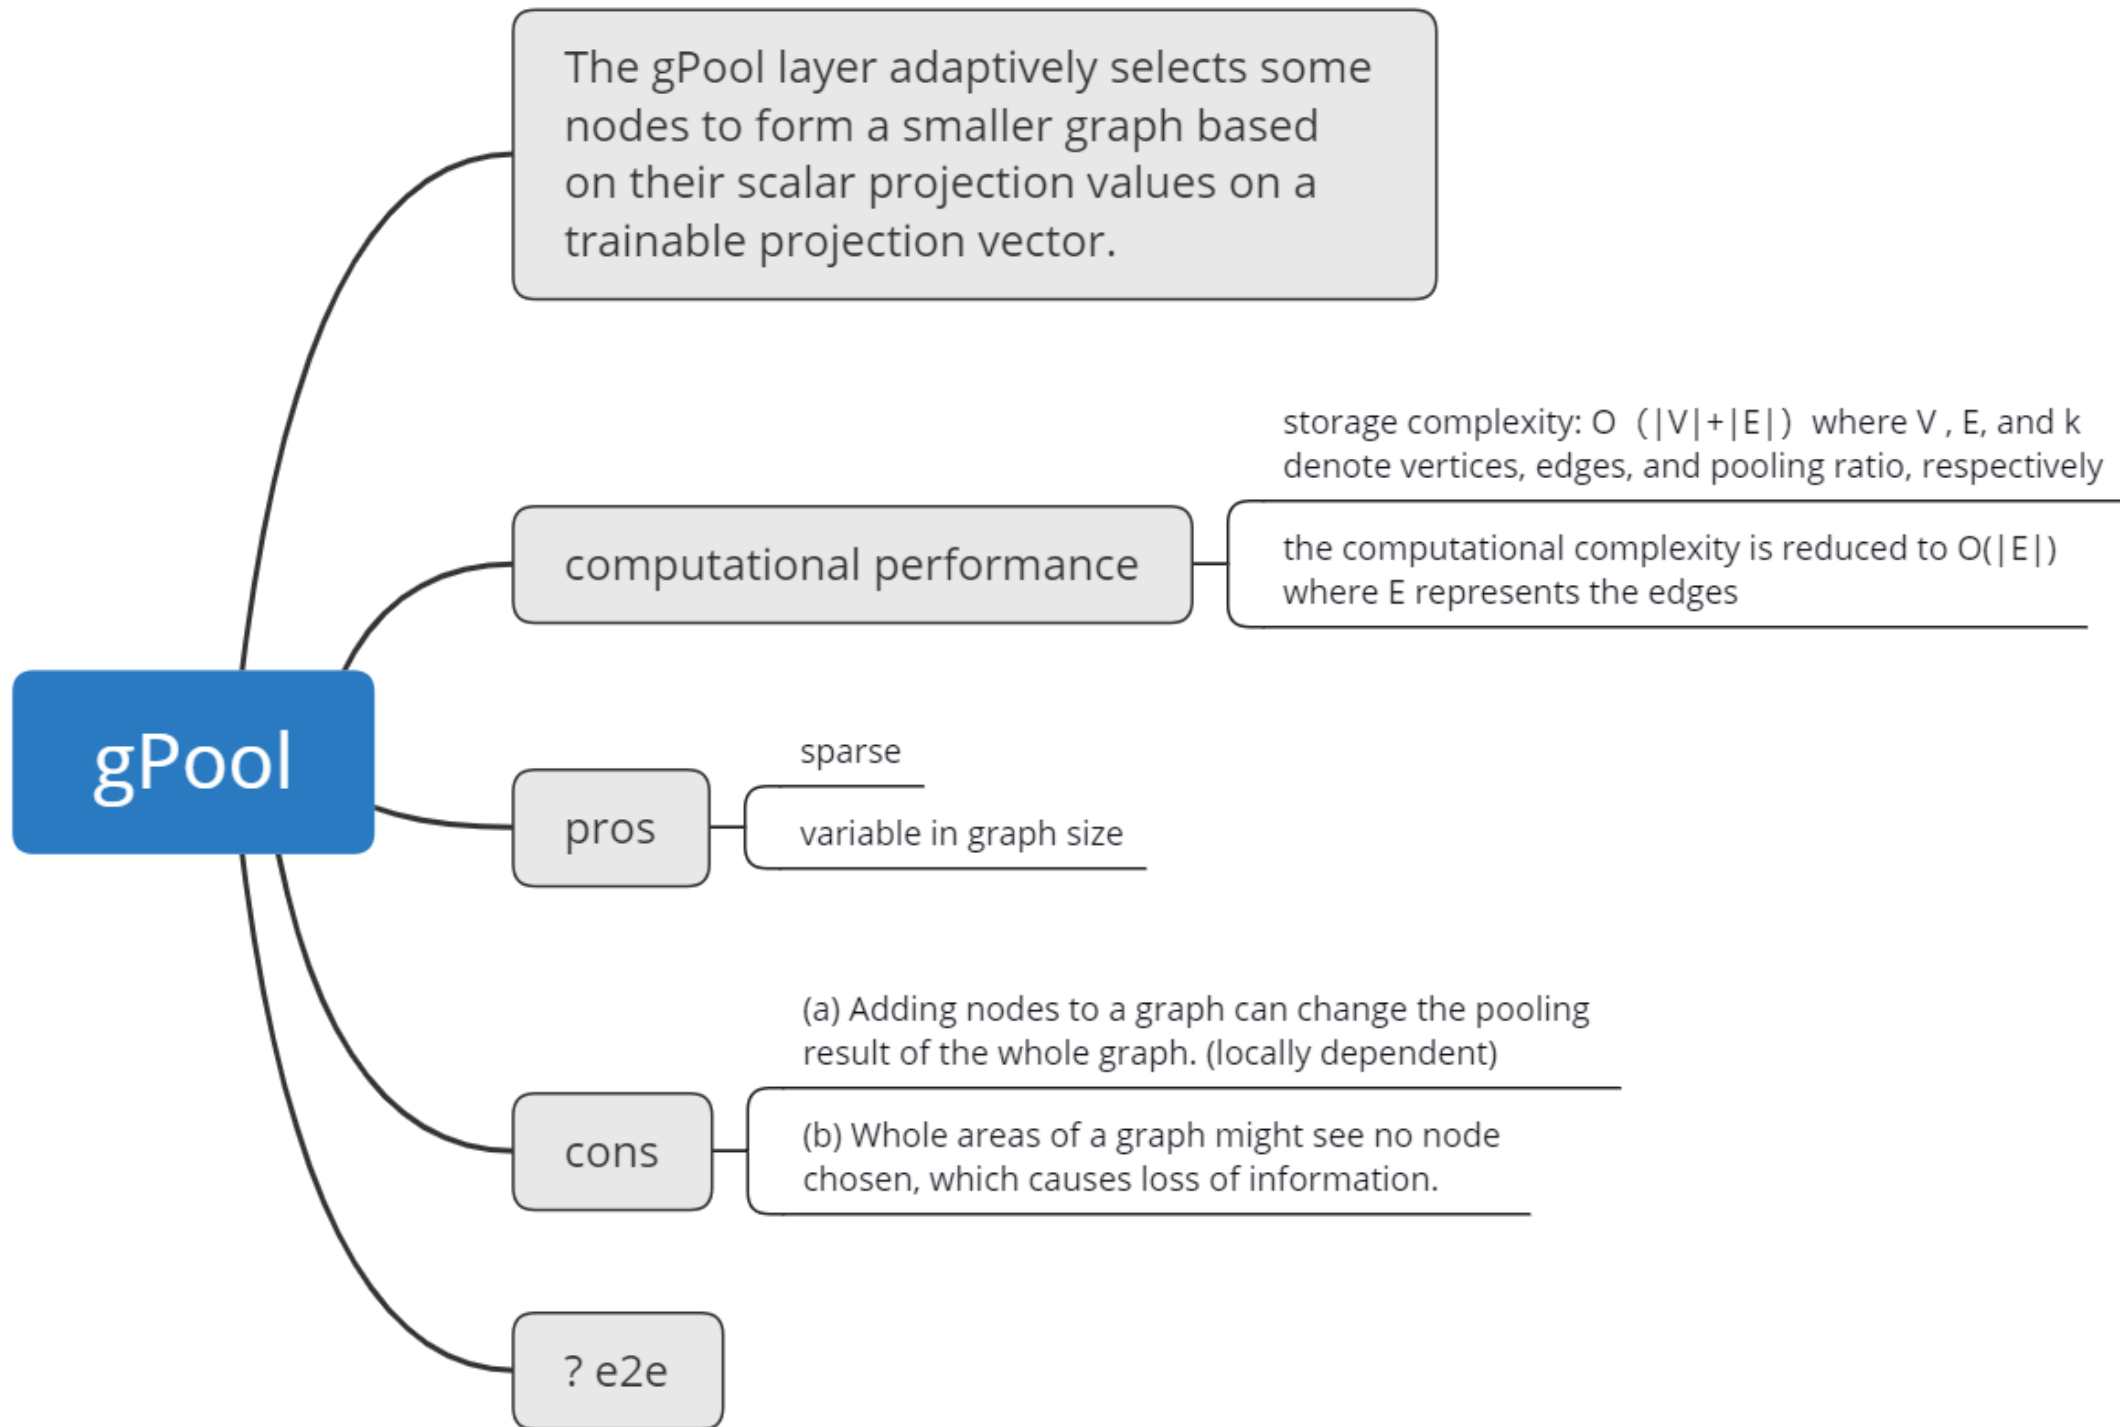 The gPool layer adaptively selects some
nodes to form a smaller graph based
on their scalar projection values on a
trainable projection vector.
storage complexity: O （|V|+|E|） where V , E, and k
denote vertices, edges, and pooling ratio, respectively
computational performance
the computational complexity is reduced to O(|E|)
where E represents the edges
gPool
pros
sparse
variable in graph size
cons
(a) Adding nodes to a graph can change the pooling
result of the whole graph. (locally dependent)
(b) Whole areas of a graph might see no node
chosen, which causes loss of information.
? e2e